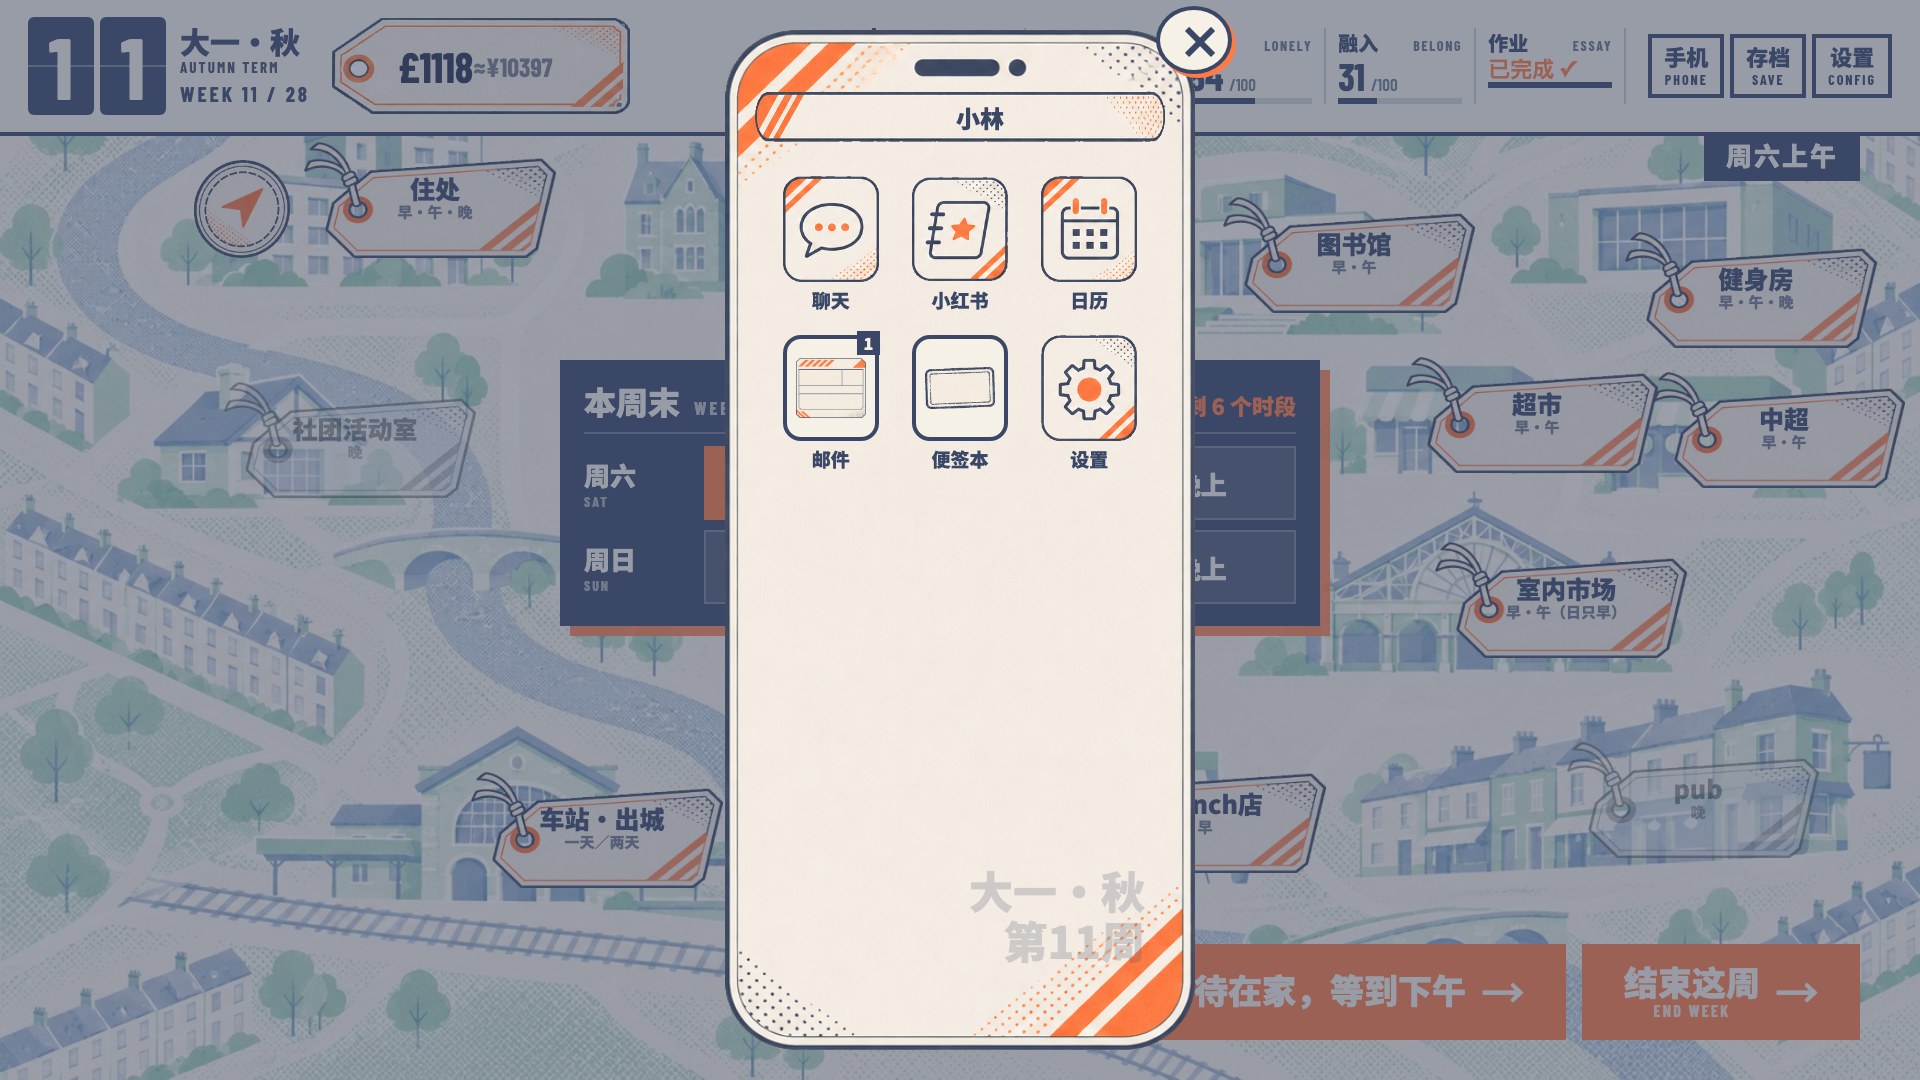 11
大一·秋
AUTUMN TERM
WEEK 11 / 28
£1118≈¥10397
LONELY
/100
融入 BELONG
31 /100
作业 ESSAY
已完成 ✓
手机
PHONE
存档
SAVE
设置
CONFIG
周六上午
住处
早·午·晚
图书馆
早·午
健身房
早·午·晚
社团活动室
晚
超市
早·午
中超
早·午
室内市场
早·午（日只早）
车站·出城
一天／两天
nch店
早
pub
晚
本周末 WEE
剩 6 个时段
周六
SAT
晚上
周日
SUN
晚上
小林
聊天
小红书
日历
1
邮件
便签本
设置
大一·秋
第11周
待在家，等到下午 →
结束这周 →
END WEEK